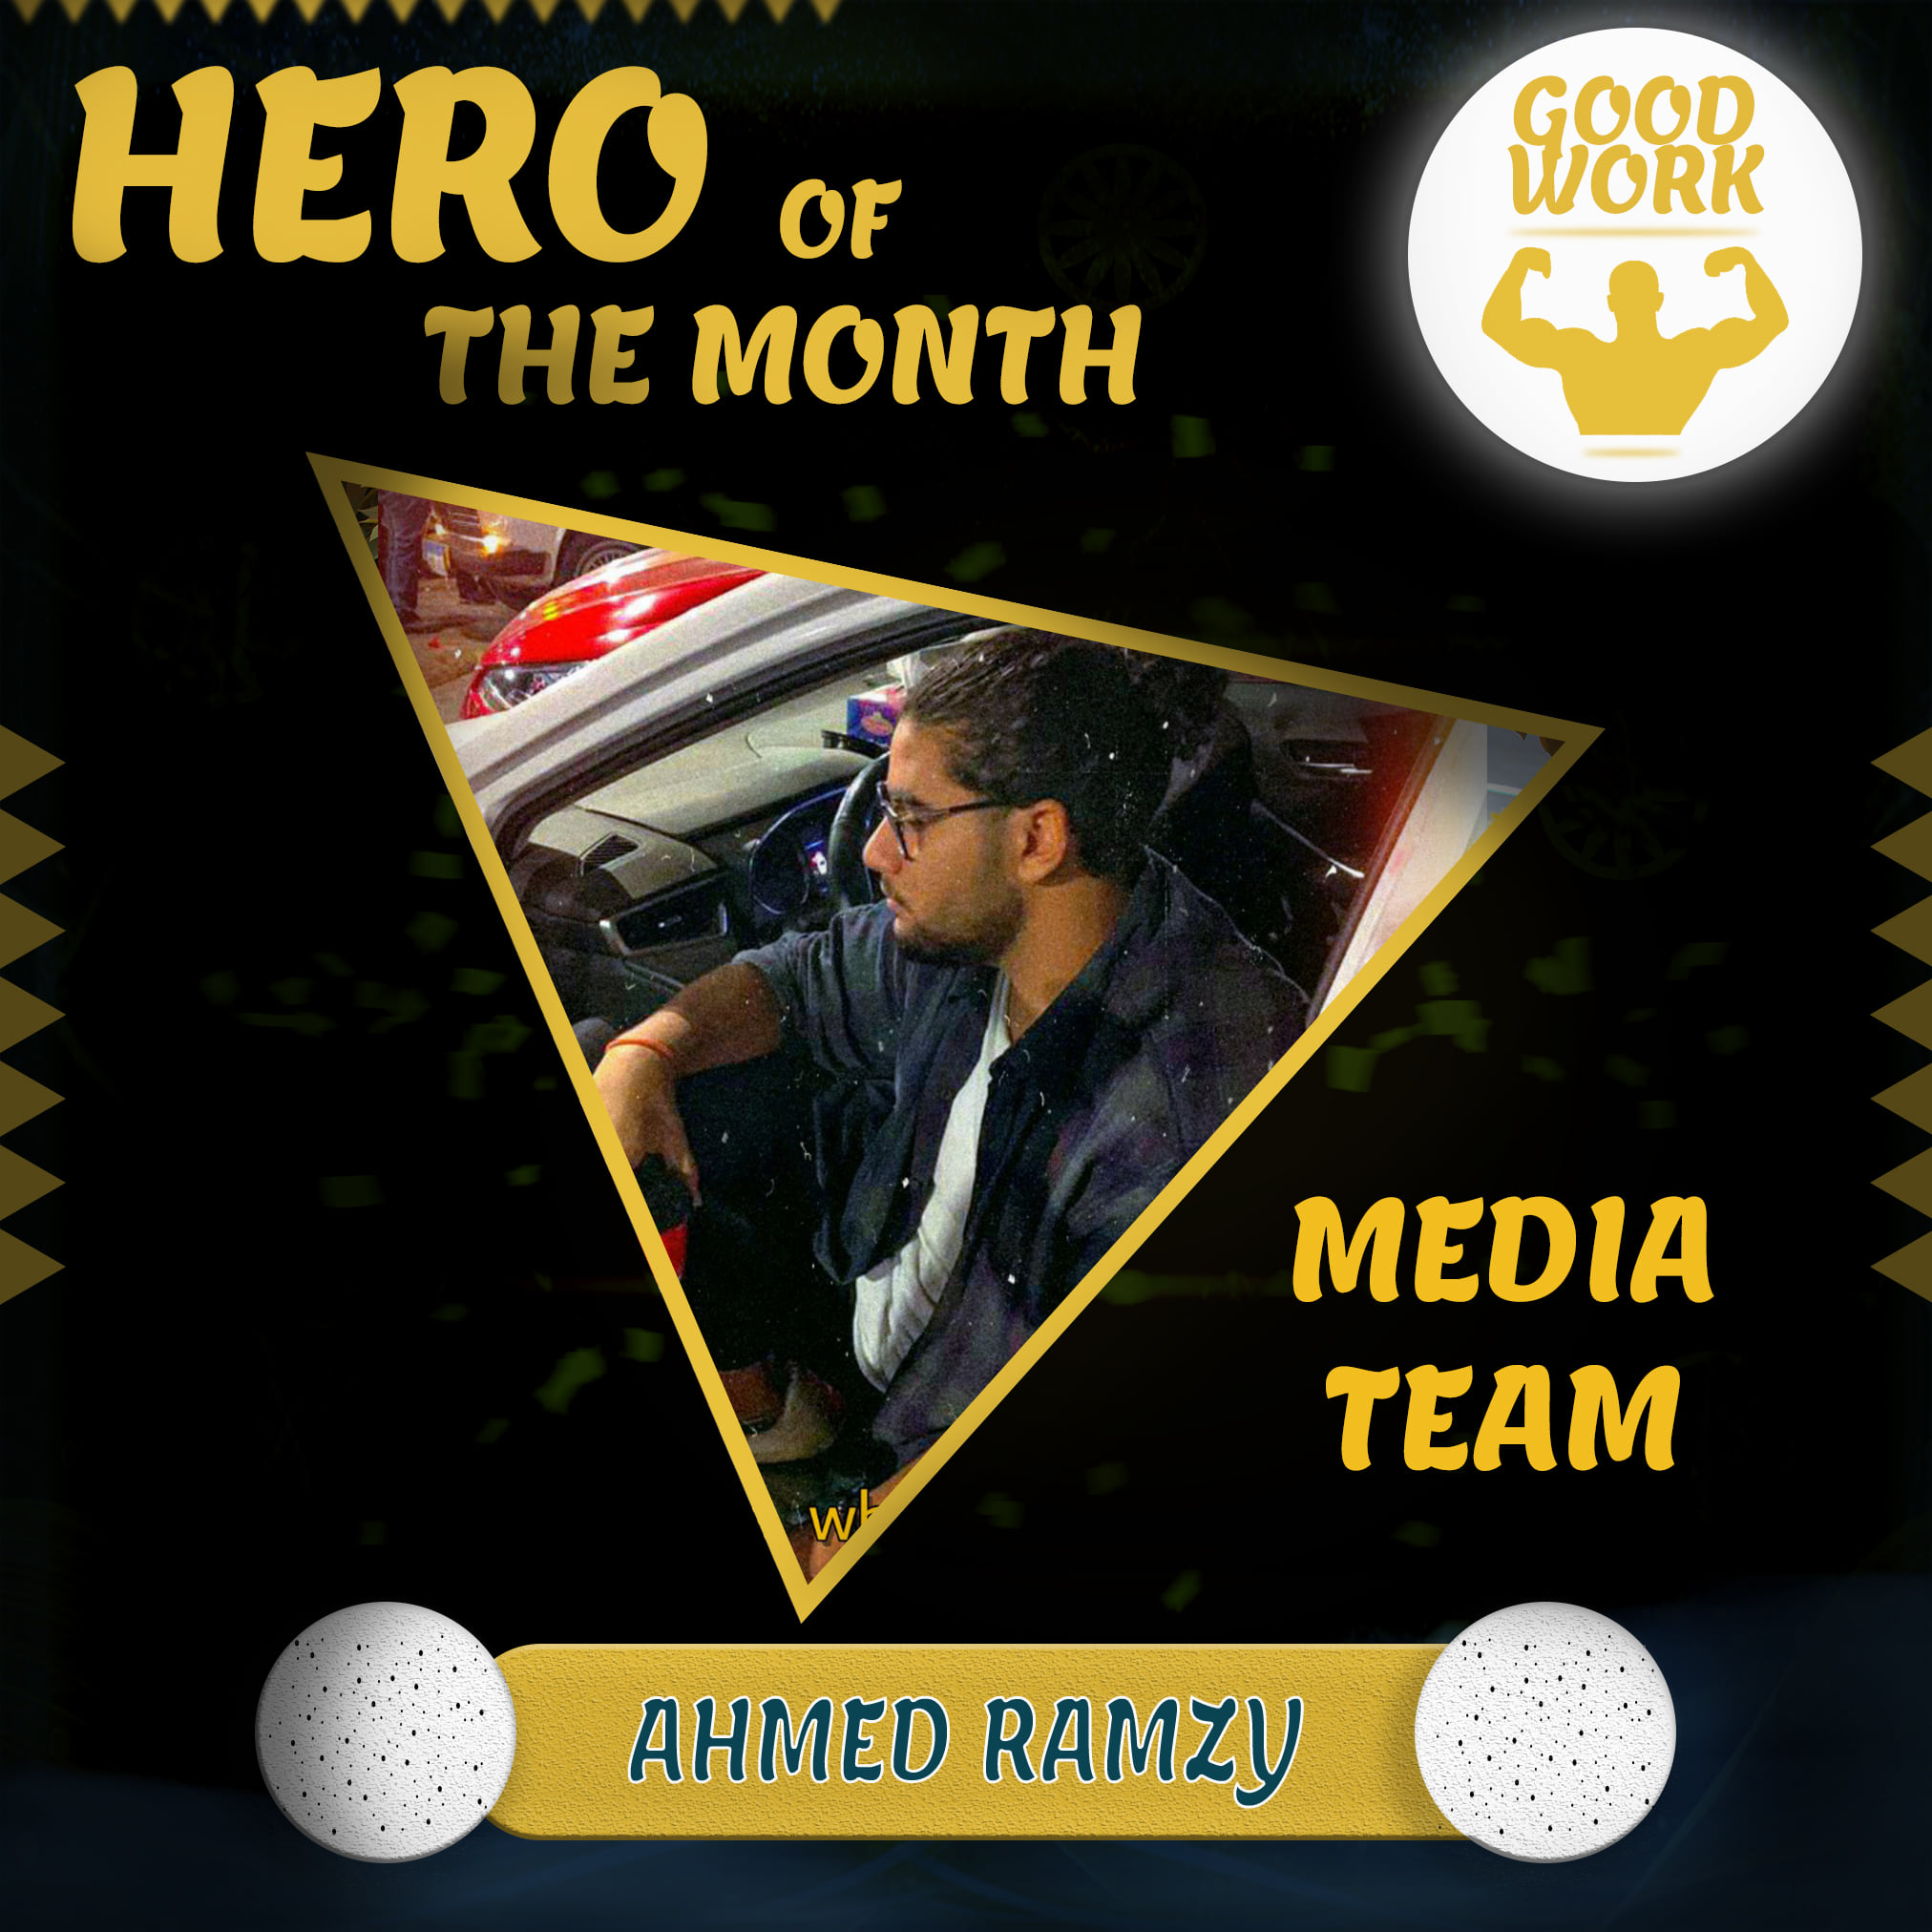 HERO OF
THE MONTH
GOOD
WORK
MEDIA
TEAM
AHMED RAMZY